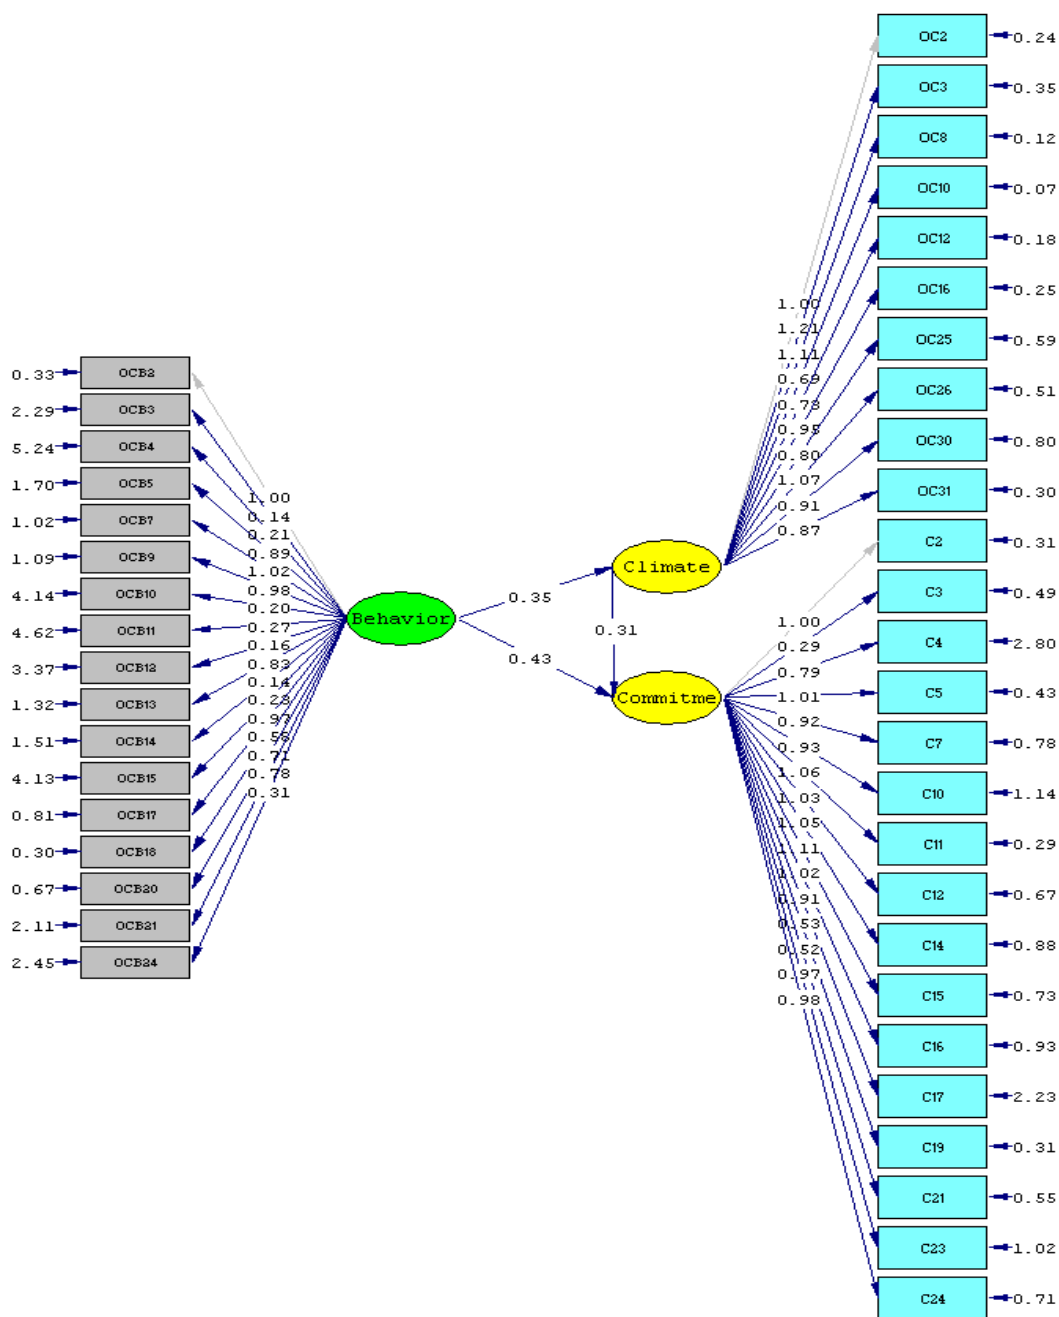 OC2 0.24
OC3 0.35
OC8 0.12
OC10 0.07
OC12 0.18
OC16 0.25
OC25 0.59
OC26 0.51
OC30 0.80
OC31 0.30
C2 0.31
C3 0.49
C4 2.80
C5 0.43
C7 0.78
C10 1.14
C11 0.29
C12 0.67
C14 0.88
C15 0.73
C16 0.93
C17 2.23
C19 0.31
C21 0.55
C23 1.02
C24 0.71
1.00
1.21
1.11
0.69
0.73
0.95
0.80
1.07
0.91
0.87
1.00
0.29
0.79
1.01
0.92
0.93
1.06
1.03
1.05
1.11
1.02
0.91
0.53
0.52
0.97
0.98
Climate
Commitme
Behavior
0.35
0.31
0.43
0.33 OCB2
2.29 OCB3
5.24 OCB4
1.70 OCB5
1.02 OCB7
1.09 OCB9
4.14 OCB10
4.62 OCB11
3.37 OCB12
1.32 OCB13
1.51 OCB14
4.13 OCB15
0.81 OCB17
0.30 OCB18
0.67 OCB20
2.11 OCB21
2.45 OCB24
1.00
0.14
0.21
0.89
1.02
0.98
0.20
0.27
0.16
0.83
0.14
0.23
0.97
0.58
0.71
0.78
0.31